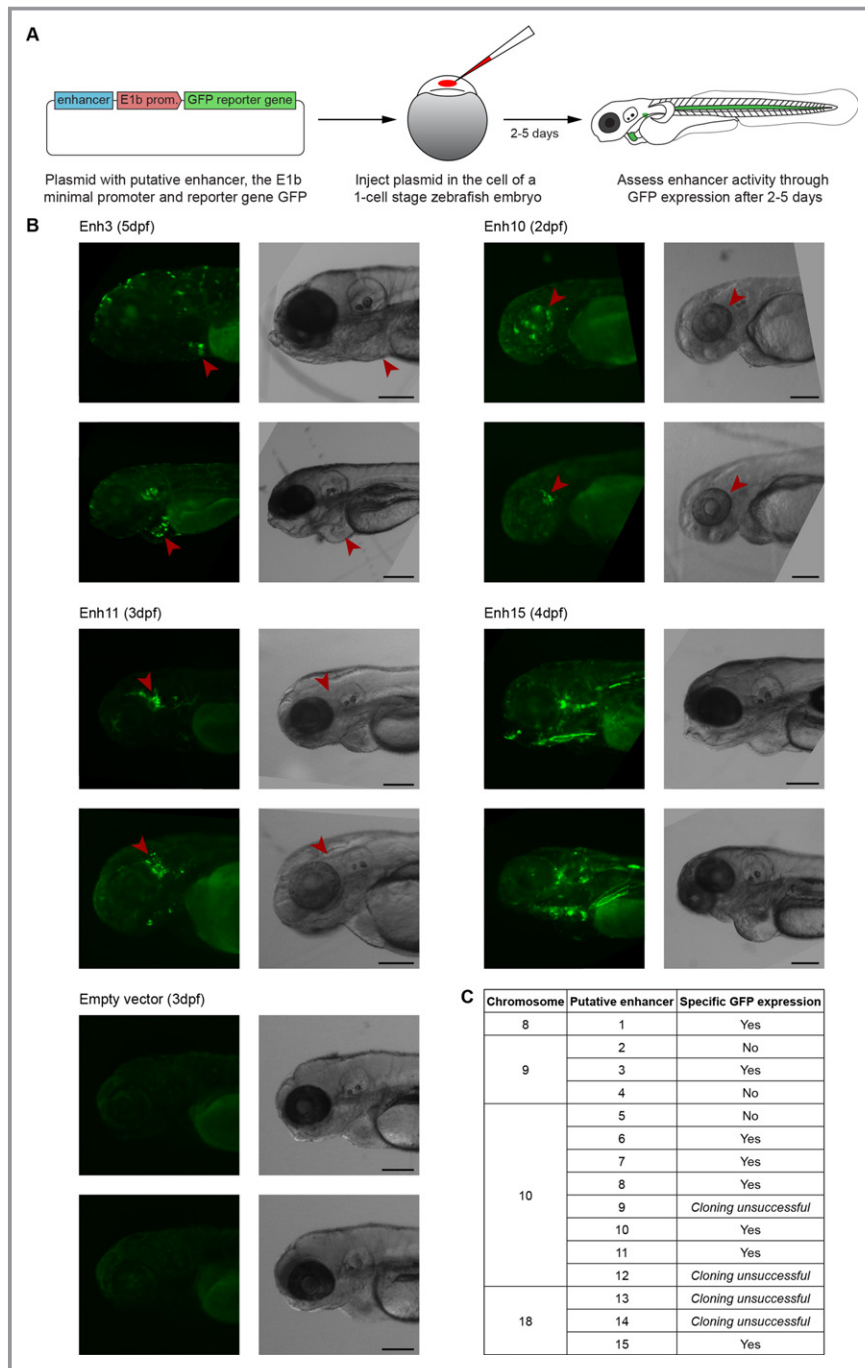 A
enhancer E1b prom. GFP reporter gene
2-5 days
Plasmid with putative enhancer, the E1b
minimal promoter and reporter gene GFP
Inject plasmid in the cell of a
1-cell stage zebrafish embryo
Assess enhancer activity through
GFP expression after 2-5 days
B
Enh3 (5dpf)
Enh10 (2dpf)
Enh11 (3dpf)
Enh15 (4dpf)
Empty vector (3dpf)
C
Chromosome Putative enhancer Specific GFP expression
8 1 Yes
9 2 No
3 Yes
4 No
10 5 No
6 Yes
7 Yes
8 Yes
9 Cloning unsuccessful
10 Yes
11 Yes
12 Cloning unsuccessful
18 13 Cloning unsuccessful
14 Cloning unsuccessful
15 Yes